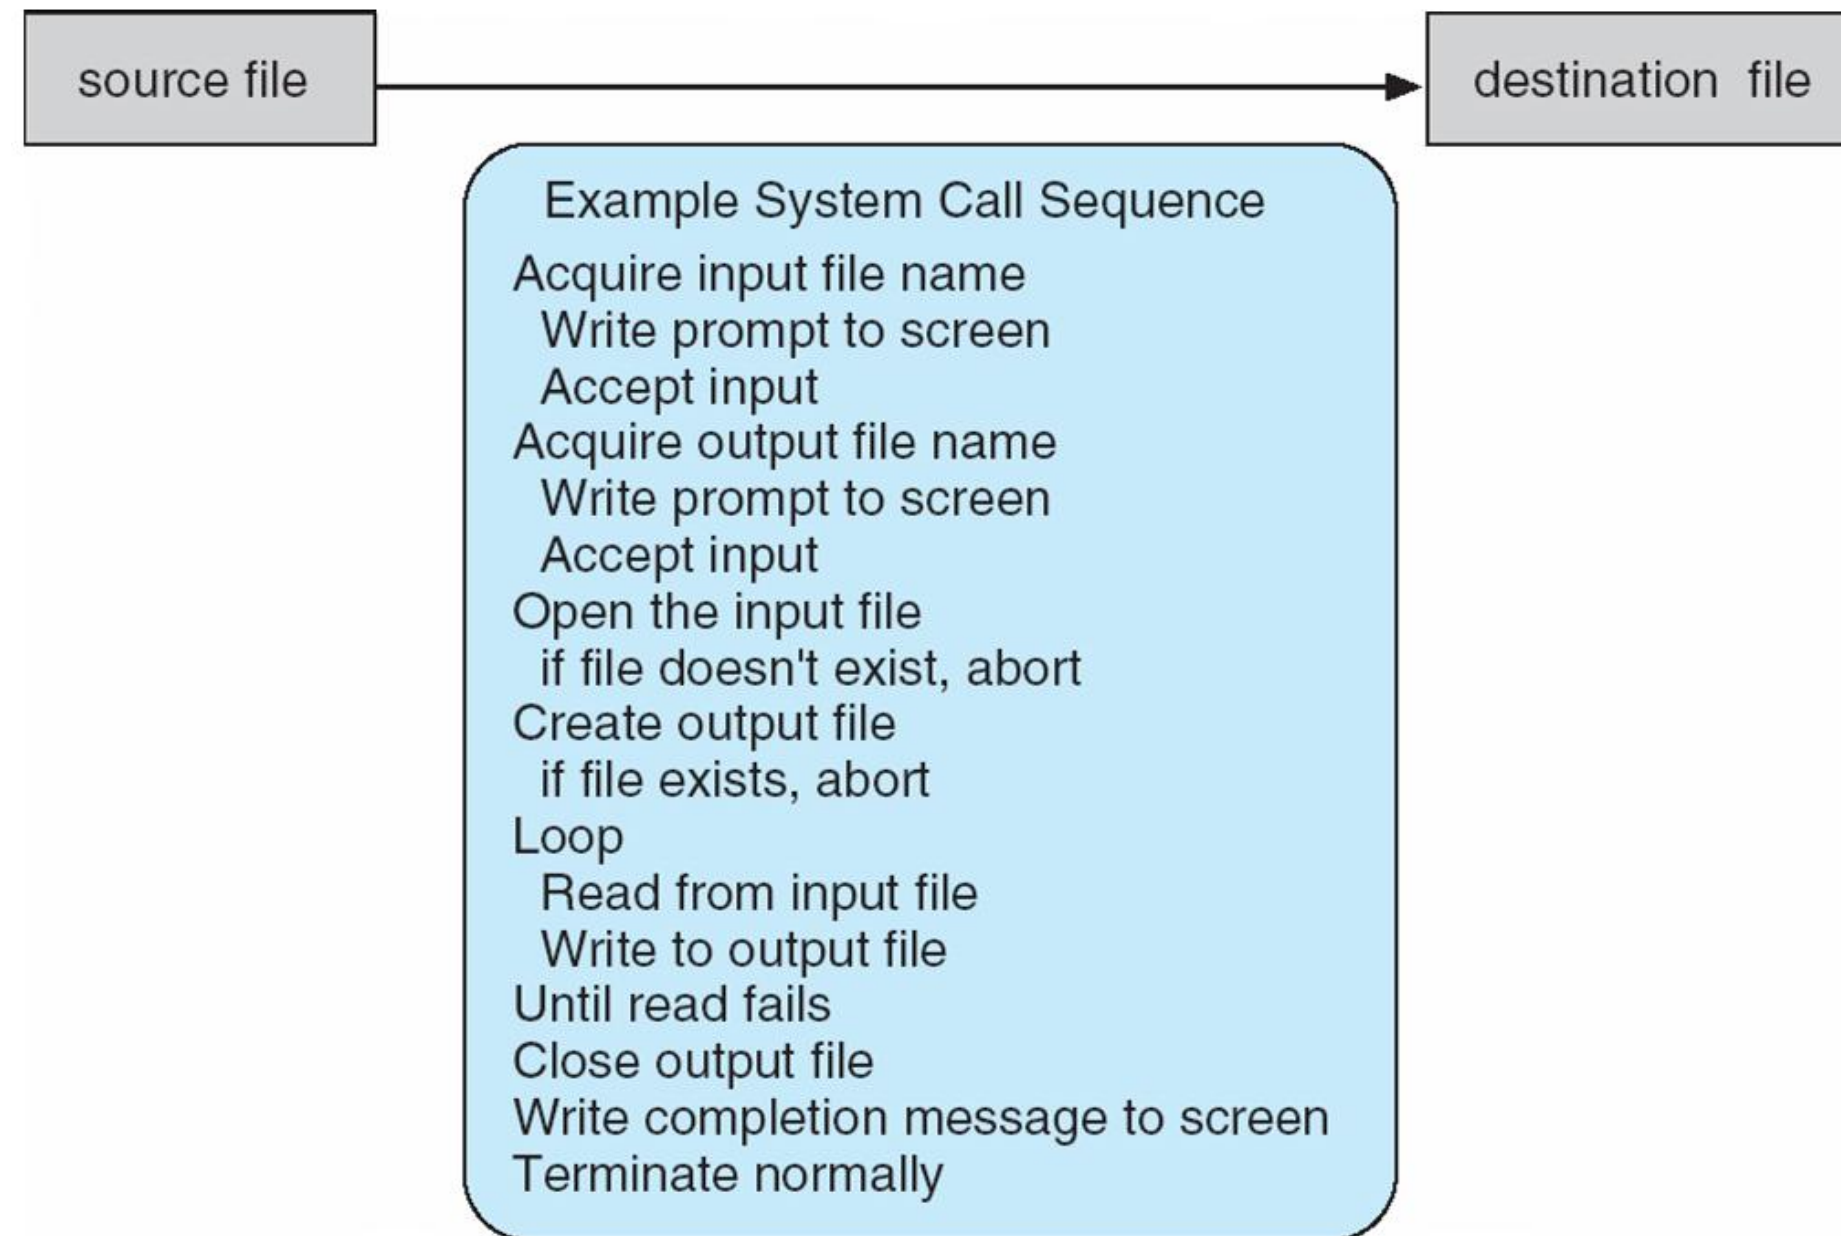 source file
destination file
Example System Call Sequence
Acquire input file name
Write prompt to screen
Accept input
Acquire output file name
Write prompt to screen
Accept input
Open the input file
if file doesn't exist, abort
Create output file
if file exists, abort
Loop
Read from input file
Write to output file
Until read fails
Close output file
Write completion message to screen
Terminate normally